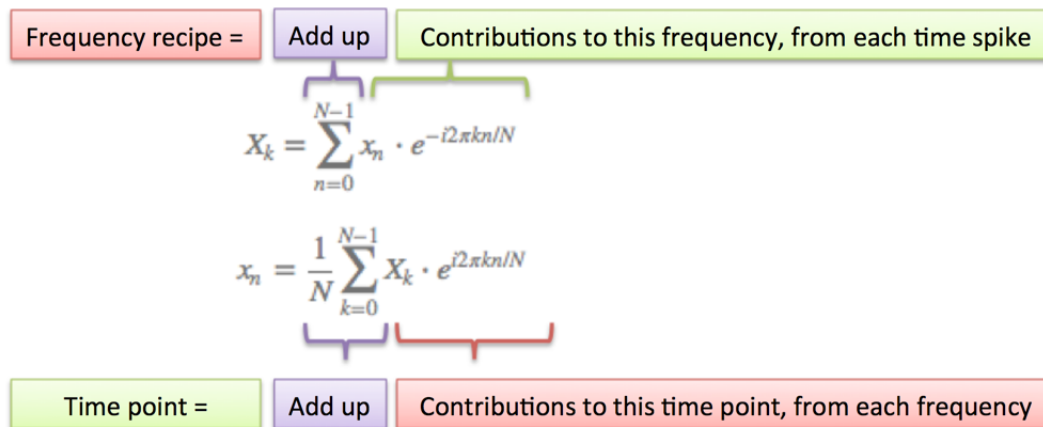 Frequency recipe = Add up Contributions to this frequency, from each time spike
X_k = \sum_{n=0}^{N-1} x_n \cdot e^{-i2\pi kn/N}
x_n = \frac{1}{N} \sum_{k=0}^{N-1} X_k \cdot e^{i2\pi kn/N}
Time point = Add up Contributions to this time point, from each frequency